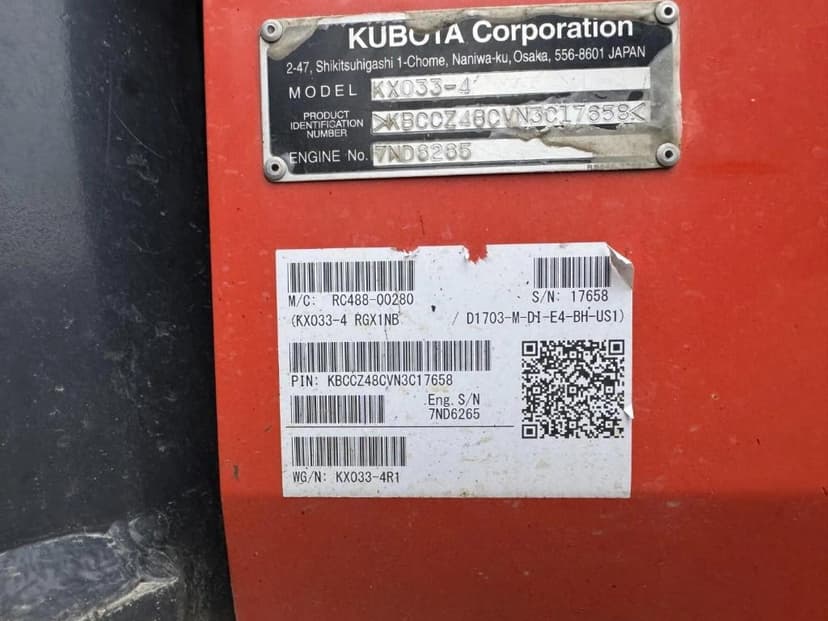 KUBOTA Corporation
2-47, Shikitsuhigashi 1-Chome, Naniwa-ku, Osaka, 556-8601 JAPAN
MODEL KX033-4
PRODUCT IDENTIFICATION NUMBER >*KBCCZ48CVN3C17658<
ENGINE No. 7ND6265
M/C: RC488-00280 S/N: 17658
(KX033-4 RGX1NB / D1703-M-DI-E4-BH-US1)
PIN: KBCCZ48CVN3C17658
Eng. S/N
7ND6265
WG/N: KX033-4R1